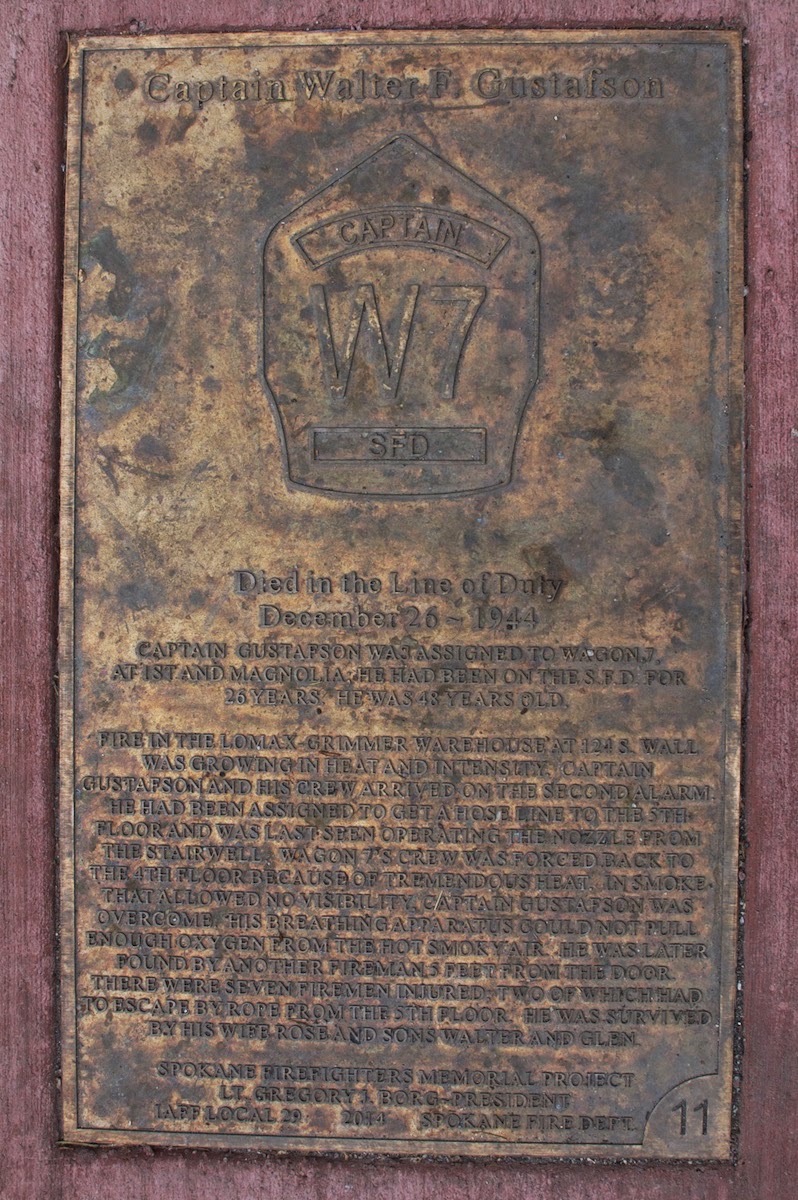 Captain Walter F. Gustafson
CAPTAIN
W7
SFD
Died in the Line of Duty
December 26 ~ 1944
CAPTAIN GUSTAFSON WAS ASSIGNED TO WAGON 7,
AT 1ST AND MAGNOLIA; HE HAD BEEN ON THE S.F.D. FOR
26 YEARS. HE WAS 48 YEARS OLD.
FIRE IN THE LOMAX-GRIMMER WAREHOUSE AT 124 S. WALL
WAS GROWING IN HEAT AND INTENSITY. CAPTAIN
GUSTAFSON AND HIS CREW ARRIVED ON THE SECOND ALARM.
HE HAD BEEN ASSIGNED TO GET A HOSE LINE TO THE 5TH
FLOOR AND WAS LAST SEEN OPERATING THE NOZZLE FROM
THE STAIRWELL. WAGON 7'S CREW WAS FORCED BACK TO
THE 4TH FLOOR BECAUSE OF TREMENDOUS HEAT. IN SMOKE
THAT ALLOWED NO VISIBILITY, CAPTAIN GUSTAFSON WAS
OVERCOME. HIS BREATHING APPARATUS COULD NOT PULL
ENOUGH OXYGEN FROM THE HOT SMOKY AIR. HE WAS LATER
FOUND BY ANOTHER FIREMAN 5 FEET FROM THE DOOR.
THERE WERE SEVEN FIREMEN INJURED; TWO OF WHICH HAD
TO ESCAPE BY ROPE FROM THE 5TH FLOOR. HE WAS SURVIVED
BY HIS WIFE ROSE AND SONS WALTER AND GLEN.
SPOKANE FIREFIGHTERS MEMORIAL PROJECT
LT. GREGORY J. BORG-PRESIDENT
IAFF LOCAL 29 2014 SPOKANE FIRE DEPT.
11